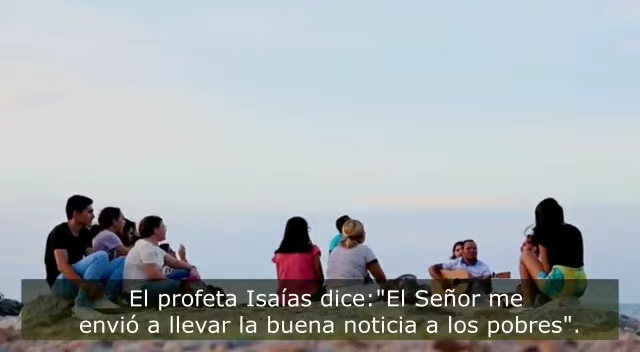 El profeta Isaías dice:"El Señor me
envió a llevar la buena noticia a los pobres".